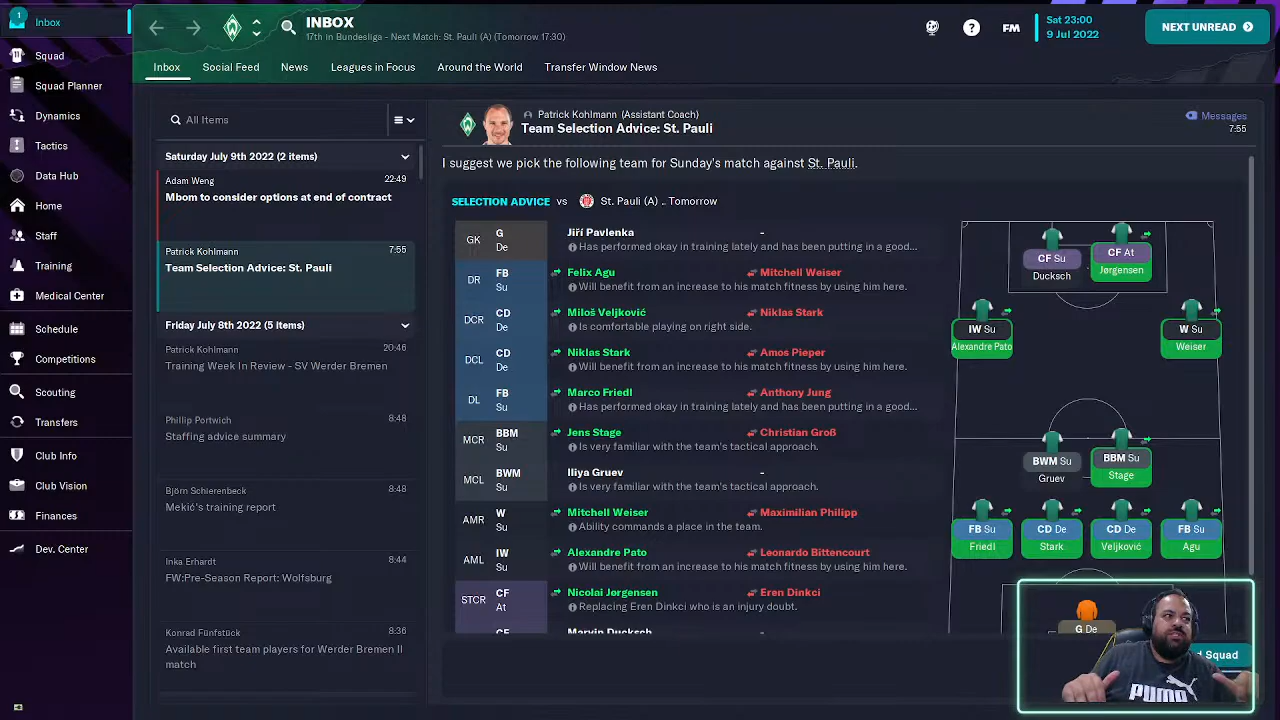 1
Inbox
Squad
Squad Planner
Dynamics
Tactics
Data Hub
Home
Staff
Training
Medical Center
Schedule
Competitions
Scouting
Transfers
Club Info
Club Vision
Finances
Dev. Center
INBOX
17th in Bundesliga - Next Match: St. Pauli (A) (Tomorrow 17:30)
FM
Sat 23:00
9 Jul 2022
NEXT UNREAD
Inbox
Social Feed
News
Leagues in Focus
Around the World
Transfer Window News
All Items
Saturday July 9th 2022 (2 items)
Adam Weng 22:49
Mbom to consider options at end of contract
Patrick Kohlmann 7:55
Team Selection Advice: St. Pauli
Friday July 8th 2022 (5 items)
Patrick Kohlmann 20:46
Training Week In Review - SV Werder Bremen
Phillip Portwich 8:48
Staffing advice summary
Björn Schierenbeck 8:48
Mekić's training report
Inka Erhardt 8:44
FW:Pre-Season Report: Wolfsburg
Konrad Fünfstück 8:36
Available first team players for Werder Bremen II
match
Patrick Kohlmann (Assistant Coach)
Team Selection Advice: St. Pauli
Messages
7:55
I suggest we pick the following team for Sunday's match against St. Pauli.
SELECTION ADVICE vs St. Pauli (A) .. Tomorrow
GK G De Jiří Pavlenka -
Has performed okay in training lately and has been putting in a good...
DR FB Su Felix Agu Mitchell Weiser
Will benefit from an increase to his match fitness by using him here.
DCR CD De Miloš Veljković Niklas Stark
Is comfortable playing on right side.
DCL CD De Niklas Stark Amos Pieper
Will benefit from an increase to his match fitness by using him here.
DL FB Su Marco Friedl Anthony Jung
Has performed okay in training lately and has been putting in a good...
MCR BBM Su Jens Stage Christian Groß
Is very familiar with the team's tactical approach.
MCL BWM Su Iliya Gruev -
Is very familiar with the team's tactical approach.
AMR W Su Mitchell Weiser Maximilian Philipp
Ability commands a place in the team.
AML IW Su Alexandre Pato Leonardo Bittencourt
Will benefit from an increase to his match fitness by using him here.
STCR CF At Nicolai Jørgensen Eren Dinkci
Replacing Eren Dinkci who is an injury doubt.
CF Marvin Ducksch -
CF Su
Ducksch
CF At
Jørgensen
IW Su
Alexandre Pato
W Su
Weiser
BWM Su
Gruev
BBM Su
Stage
FB Su
Friedl
CD De
Stark
CD De
Veljković
FB Su
Agu
G De
Squad
PUMA